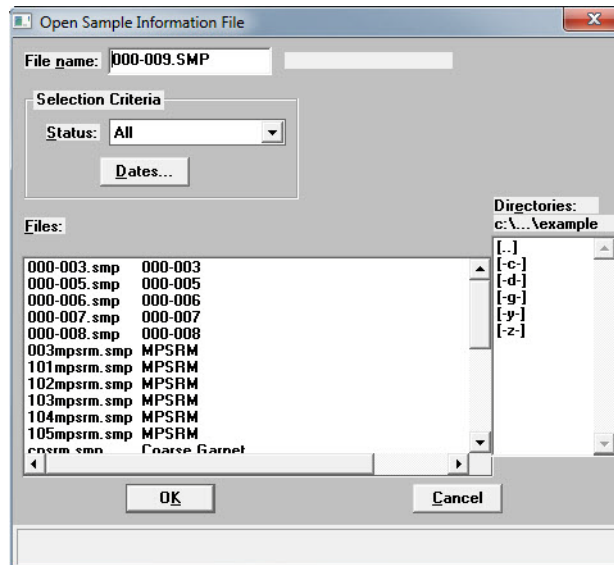 Open Sample Information File
File name: 000-009.SMP
Selection Criteria
Status: All
Dates...
Directories:
c:\...\example
Files:
000-003.smp 000-003
000-005.smp 000-005
000-006.smp 000-006
000-007.smp 000-007
000-008.smp 000-008
003mpsrm.smp MPSRM
101mpsrm.smp MPSRM
102mpsrm.smp MPSRM
103mpsrm.smp MPSRM
104mpsrm.smp MPSRM
105mpsrm.smp MPSRM
cpsrm.smp Coarse Garnet
[..]
[-c-]
[-d-]
[-g-]
[-y-]
[-z-]
OK
Cancel